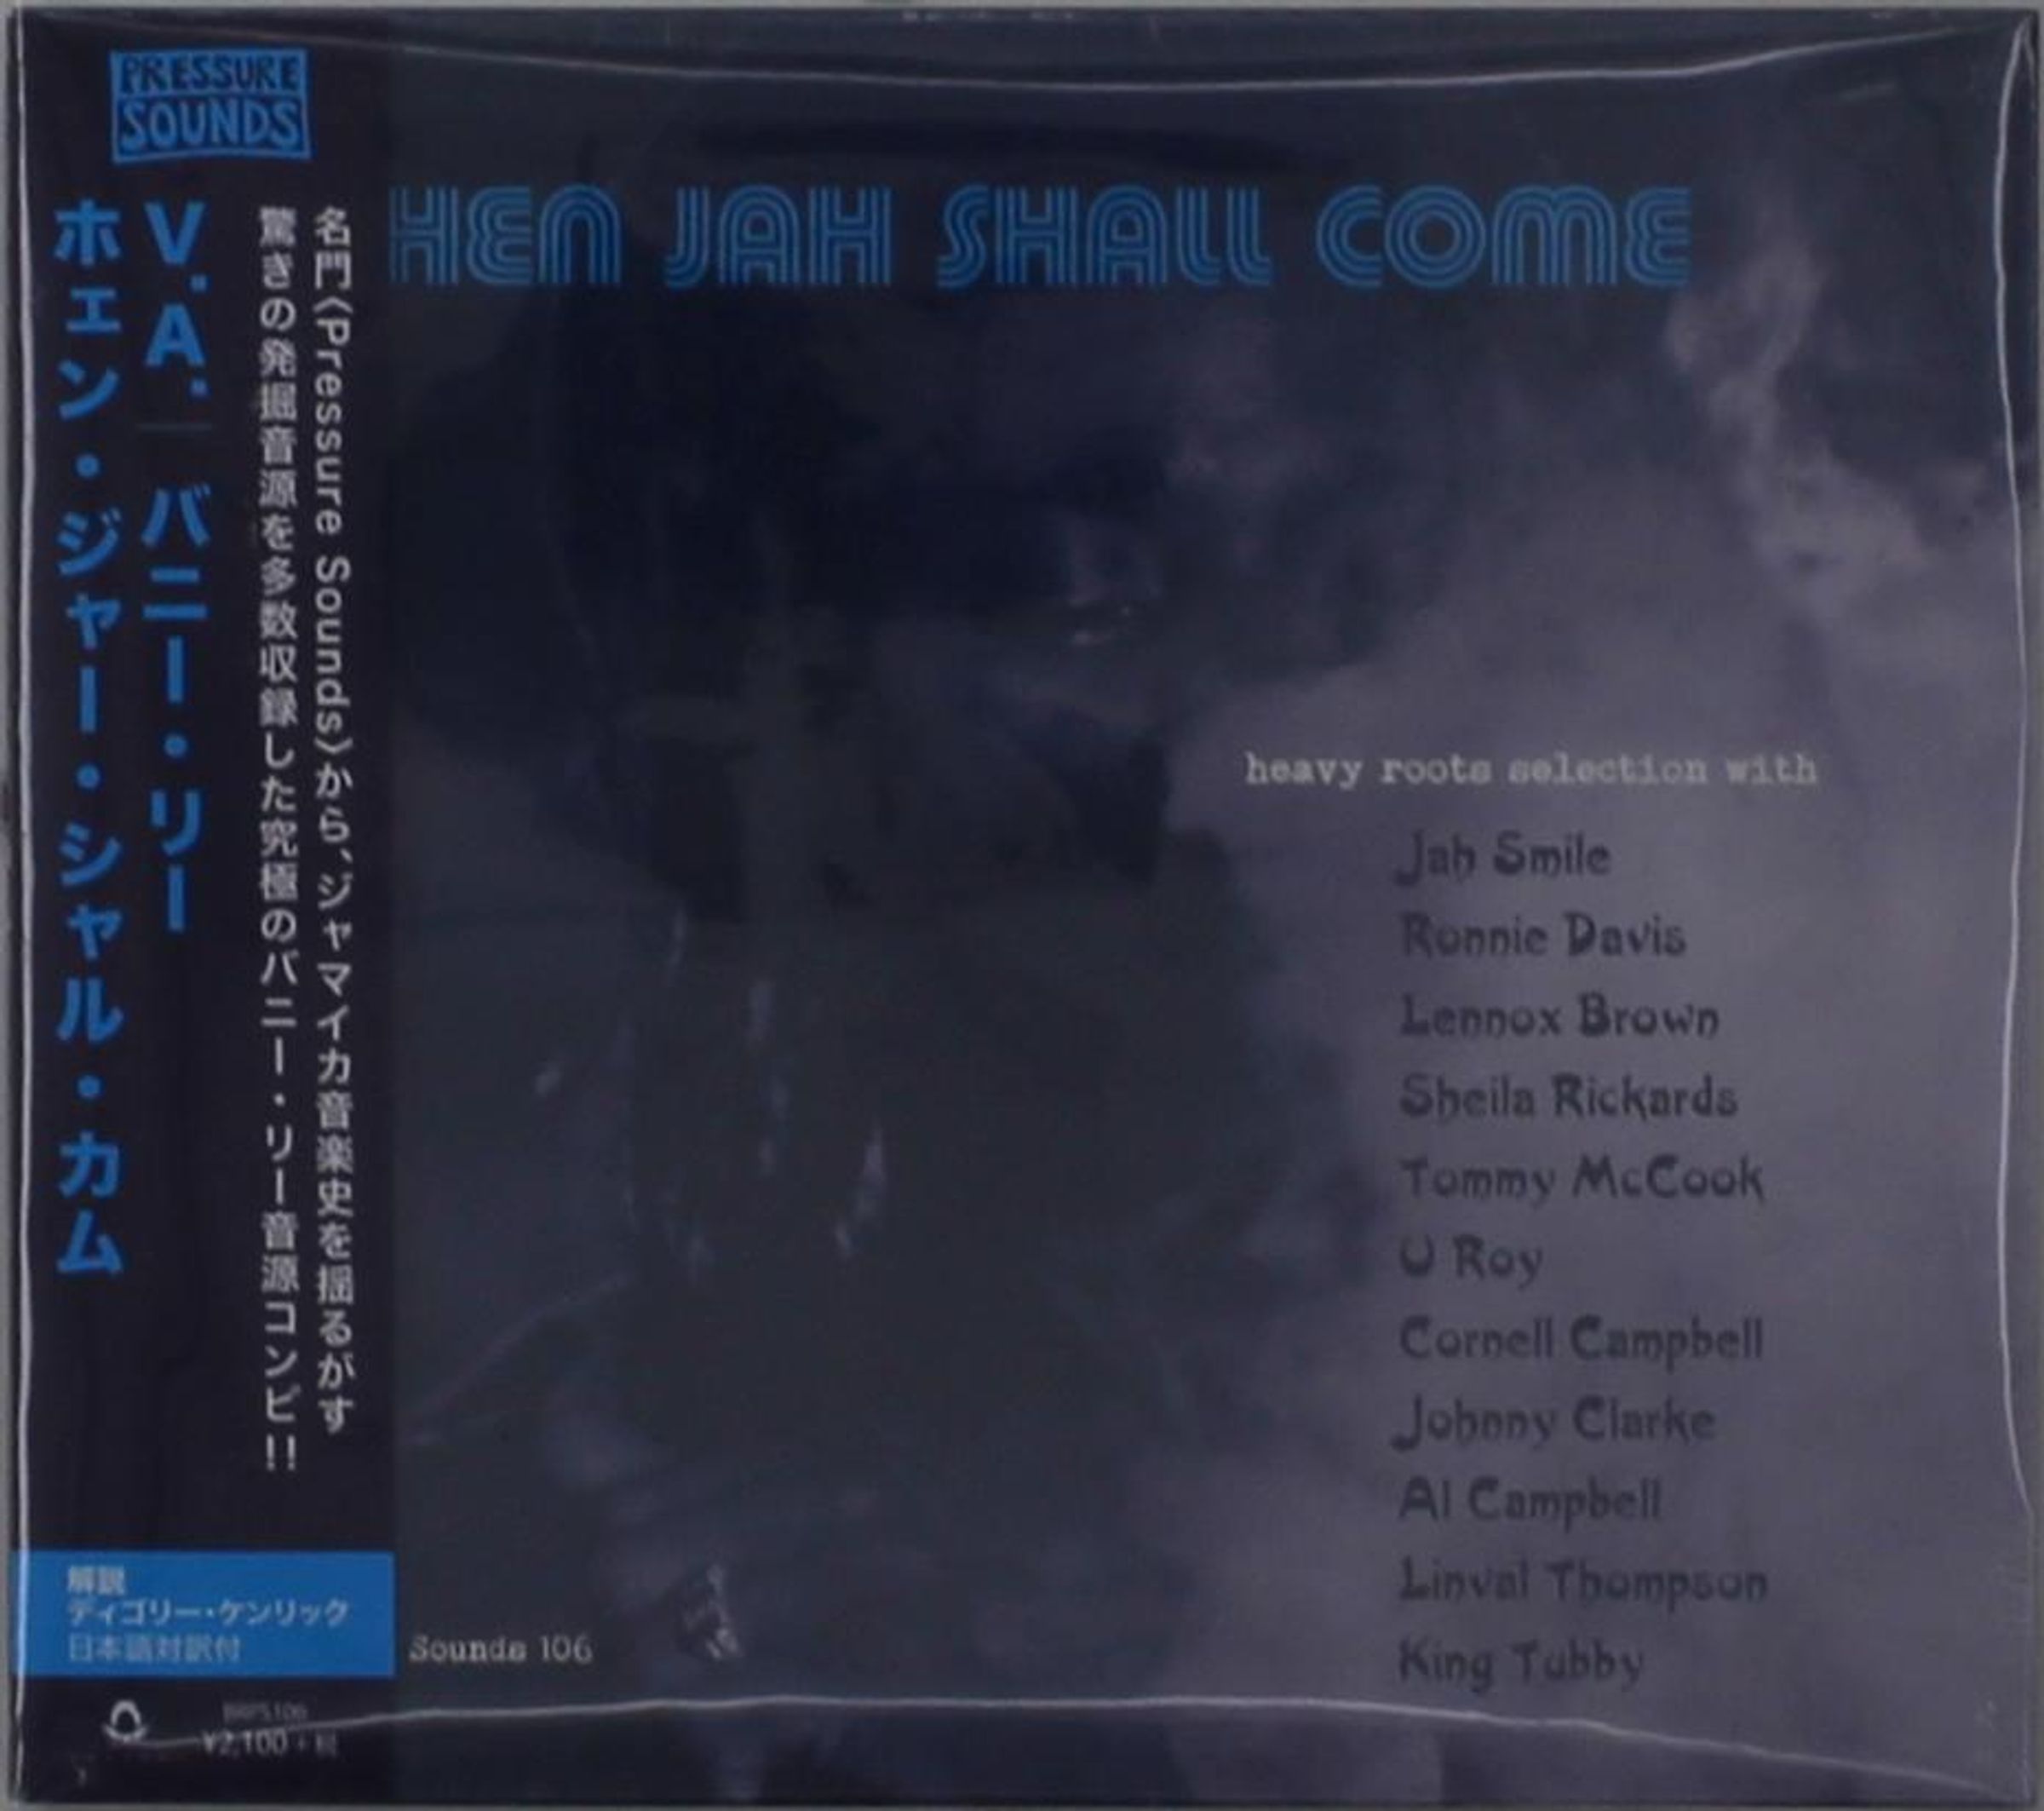 PRESSURE
SOUNDS
名門〈Pressure Sounds〉から、ジャマイカ音楽史を揺るがす
驚きの発掘音源を多数収録した究極のバニー・リー音源コンピ!!
V.A. バニー・リー
ホェン・ジャー・シャル・カム
解説
ディゴリー・ケンリック
日本語対訳付
BRPS106
¥2,100+税
HEN JAH SHALL COME
heavy roots selection with
Jah Smile
Ronnie Davis
Lennox Brown
Sheila Rickards
Tommy McCook
U Roy
Cornell Campbell
Johnny Clarke
Al Campbell
Linval Thompson
King Tubby
Sounds 106